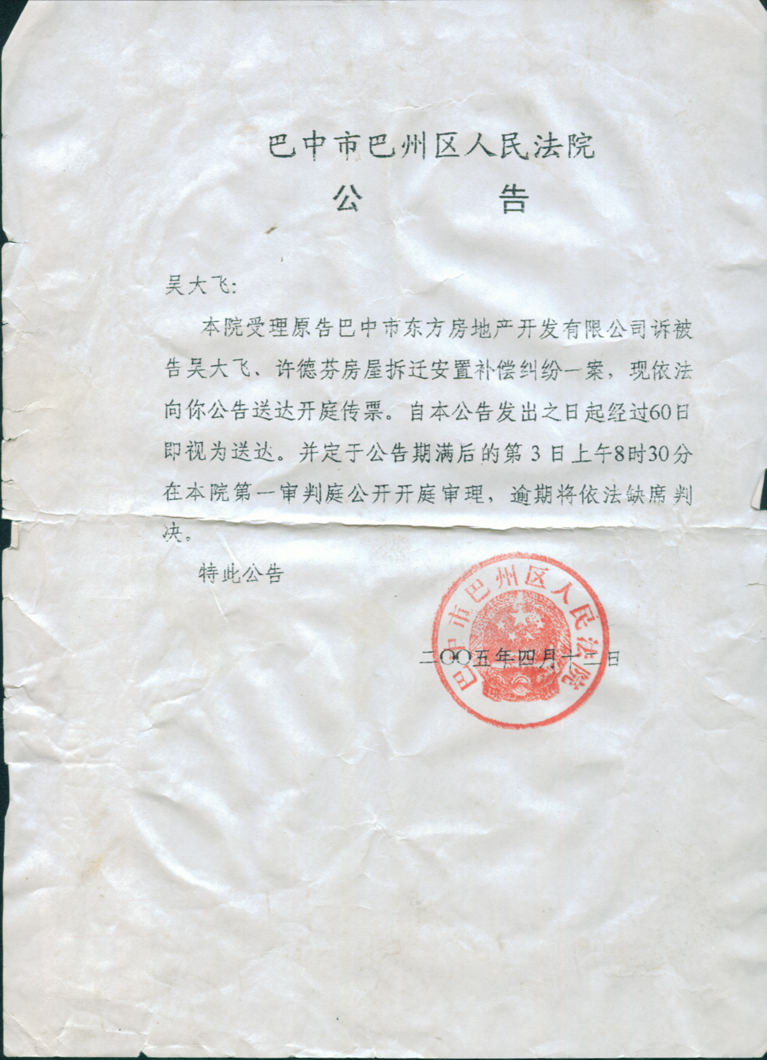 巴中市巴州区人民法院
公 告
吴大飞:
本院受理原告巴中市东方房地产开发有限公司诉被
告吴大飞、许德芬房屋拆迁安置补偿纠纷一案，现依法
向你公告送达开庭传票。自本公告发出之日起经过60日
即视为送达。并定于公告期满后的第3日上午8时30分
在本院第一审判庭公开开庭审理，逾期将依法缺席判
决。
特此公告
巴中市巴州区人民法院
二〇〇五年四月十二日